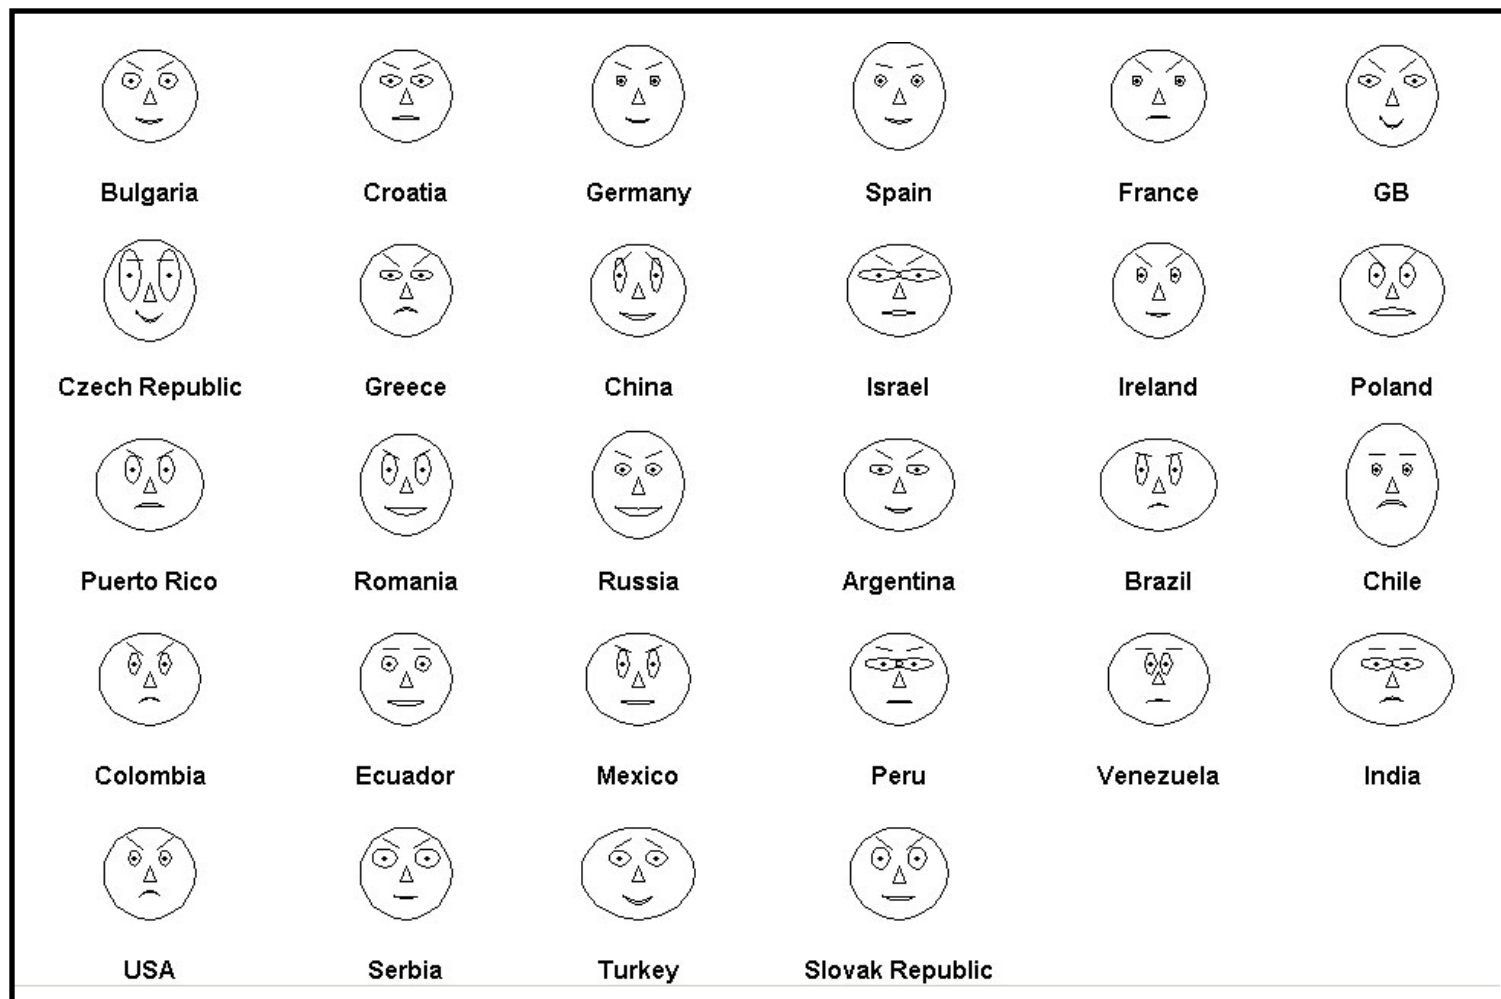 Bulgaria Croatia Germany Spain France GB
Czech Republic Greece China Israel Ireland Poland
Puerto Rico Romania Russia Argentina Brazil Chile
Colombia Ecuador Mexico Peru Venezuela India
USA Serbia Turkey Slovak Republic